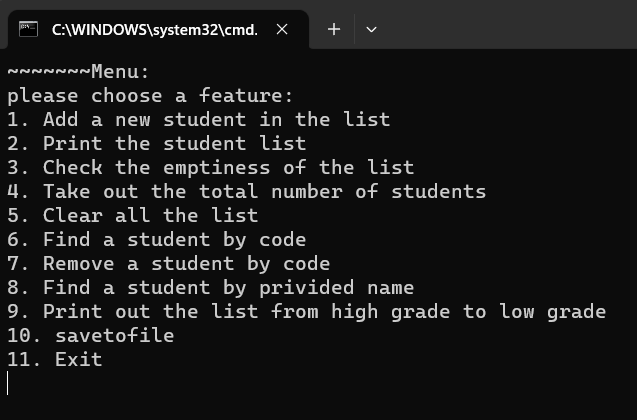 C:\WINDOWS\system32\cmd.
~~~~~~~Menu:
please choose a feature:
1. Add a new student in the list
2. Print the student list
3. Check the emptiness of the list
4. Take out the total number of students
5. Clear all the list
6. Find a student by code
7. Remove a student by code
8. Find a student by privided name
9. Print out the list from high grade to low grade
10. savetofile
11. Exit